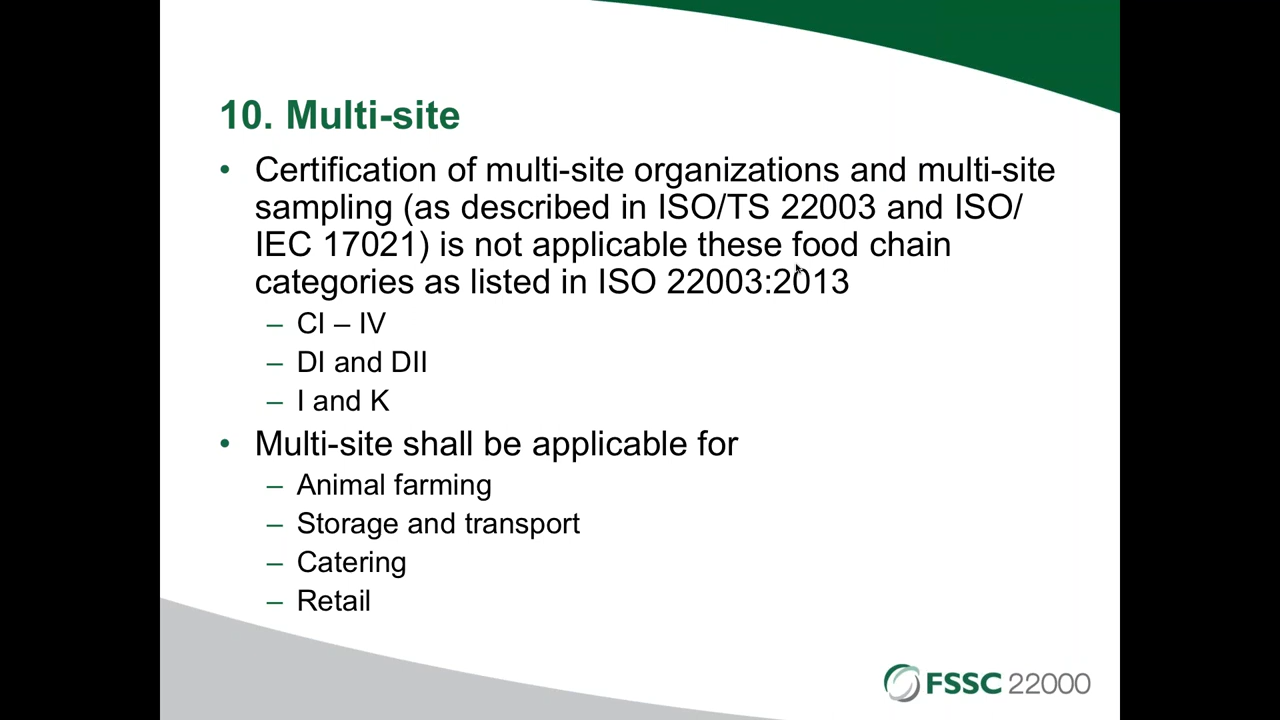 10. Multi-site
• Certification of multi-site organizations and multi-site
sampling (as described in ISO/TS 22003 and ISO/
IEC 17021) is not applicable these food chain
categories as listed in ISO 22003:2013
– CI – IV
– DI and DII
– I and K
• Multi-site shall be applicable for
– Animal farming
– Storage and transport
– Catering
– Retail
FSSC 22000